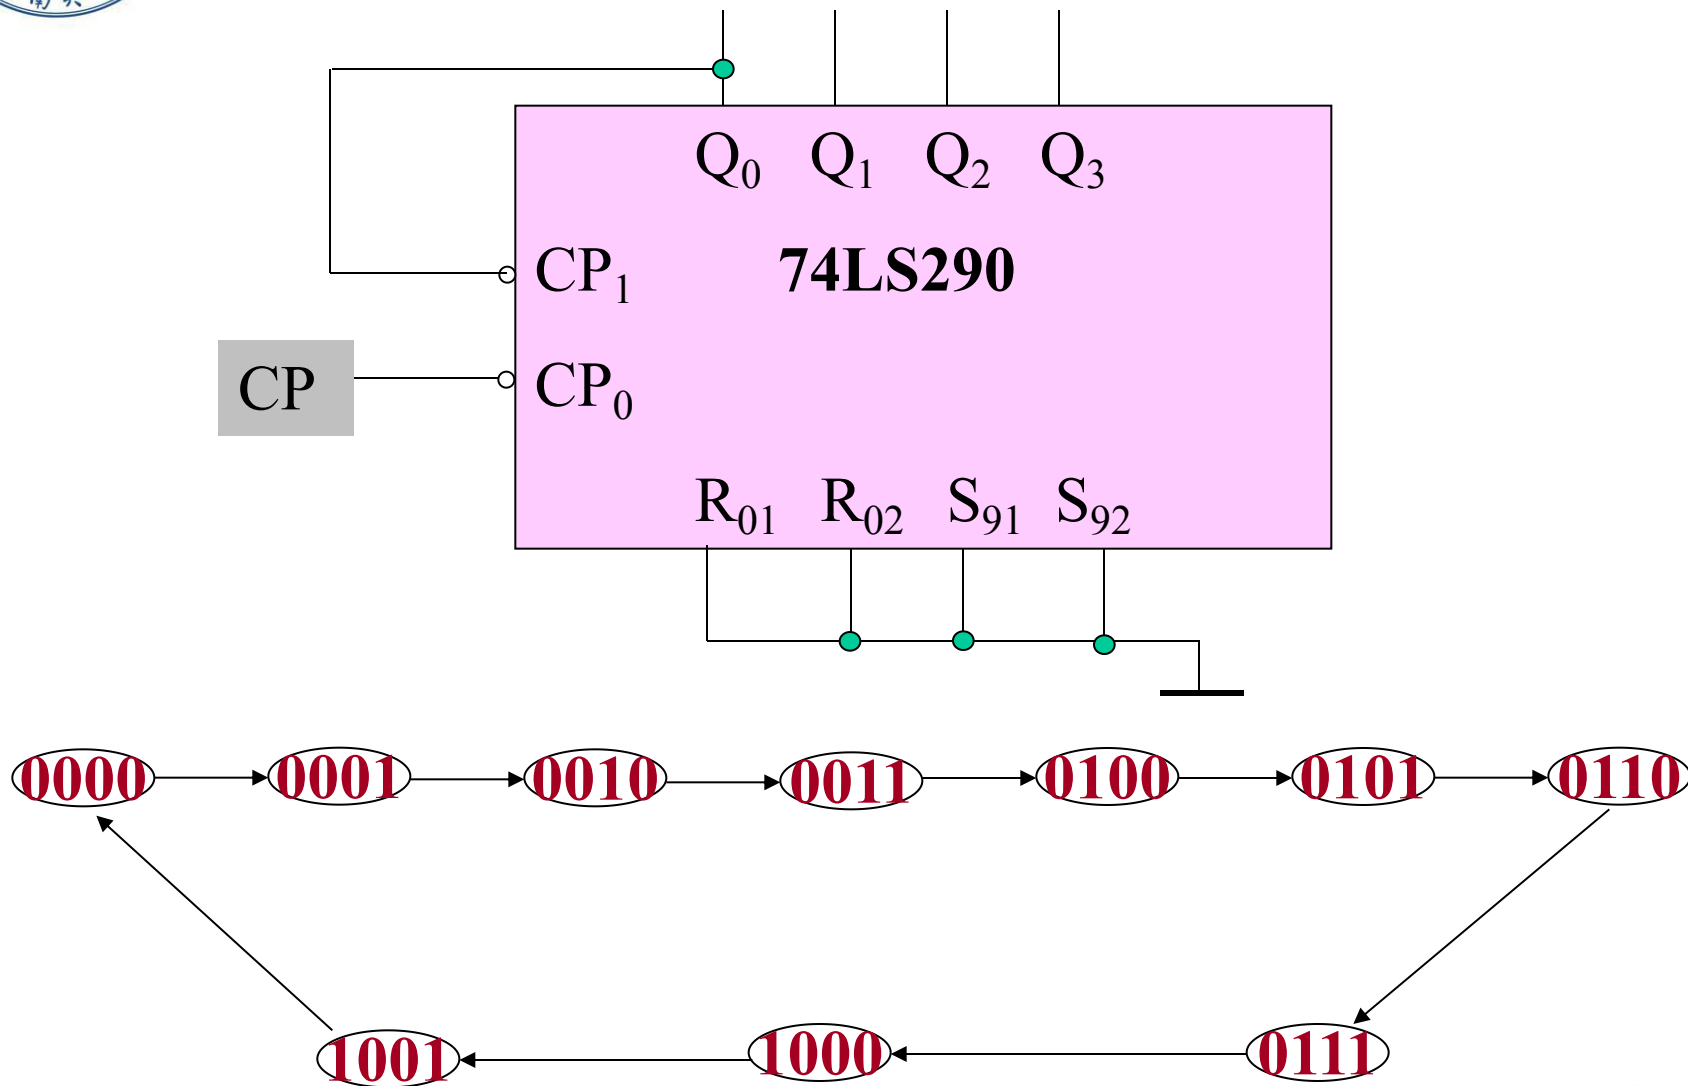 Q₀ Q₁ Q₂ Q₃
CP₁ 74LS290
CP CP₀
R₀₁ R₀₂ S₉₁ S₉₂
0000 0001 0010 0011 0100 0101 0110
1001 1000 0111